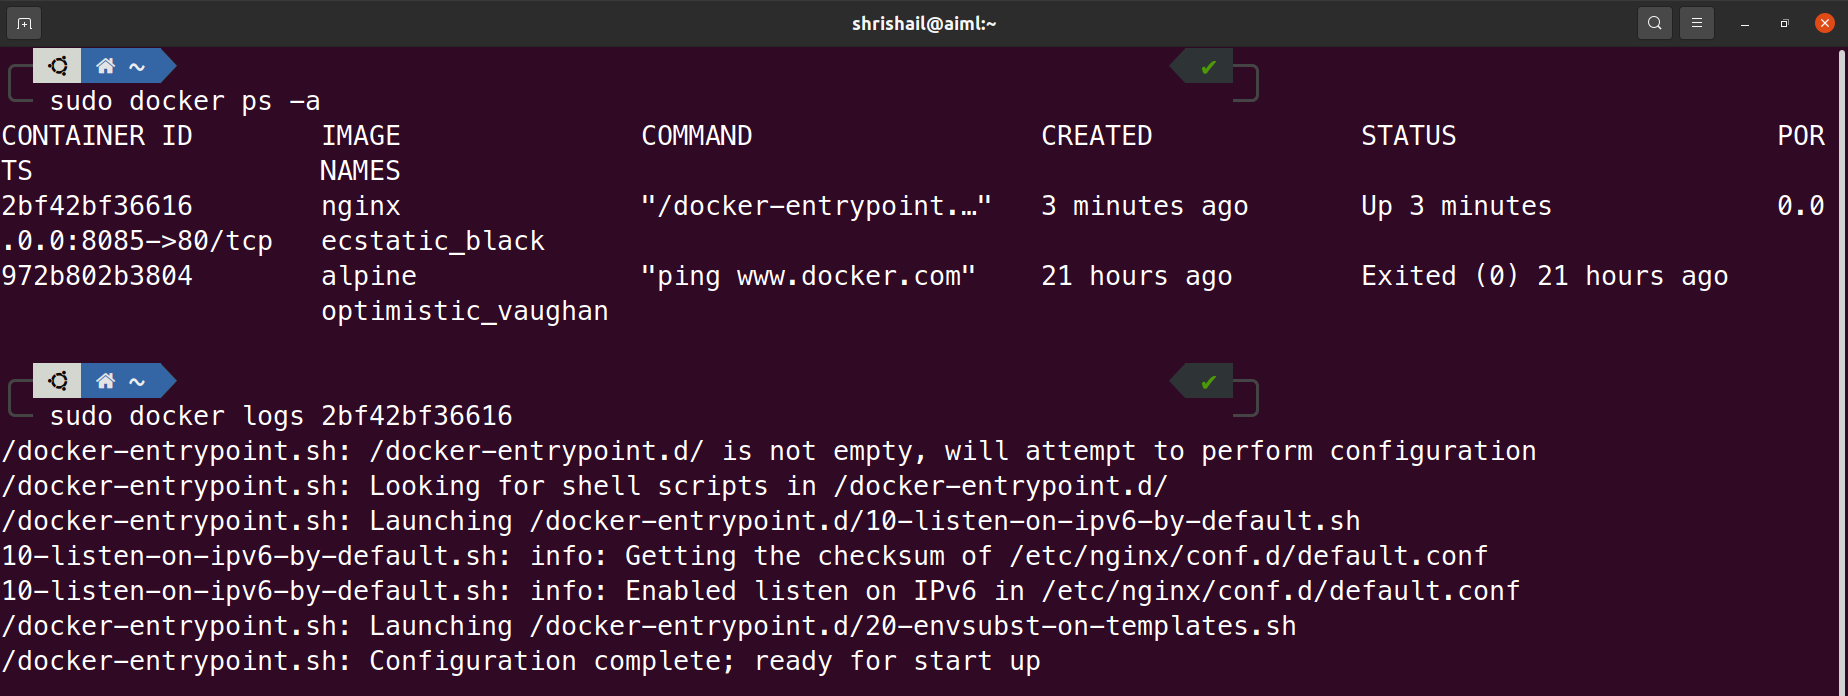 shrishail@aiml:~
~
sudo docker ps -a
CONTAINER ID        IMAGE               COMMAND                  CREATED             STATUS                    POR
TS                  NAMES
2bf42bf36616        nginx               "/docker-entrypoint.…"   3 minutes ago       Up 3 minutes              0.0
.0.0:8085->80/tcp   ecstatic_black
972b802b3804        alpine              "ping www.docker.com"    21 hours ago        Exited (0) 21 hours ago
optimistic_vaughan
~
sudo docker logs 2bf42bf36616
/docker-entrypoint.sh: /docker-entrypoint.d/ is not empty, will attempt to perform configuration
/docker-entrypoint.sh: Looking for shell scripts in /docker-entrypoint.d/
/docker-entrypoint.sh: Launching /docker-entrypoint.d/10-listen-on-ipv6-by-default.sh
10-listen-on-ipv6-by-default.sh: info: Getting the checksum of /etc/nginx/conf.d/default.conf
10-listen-on-ipv6-by-default.sh: info: Enabled listen on IPv6 in /etc/nginx/conf.d/default.conf
/docker-entrypoint.sh: Launching /docker-entrypoint.d/20-envsubst-on-templates.sh
/docker-entrypoint.sh: Configuration complete; ready for start up